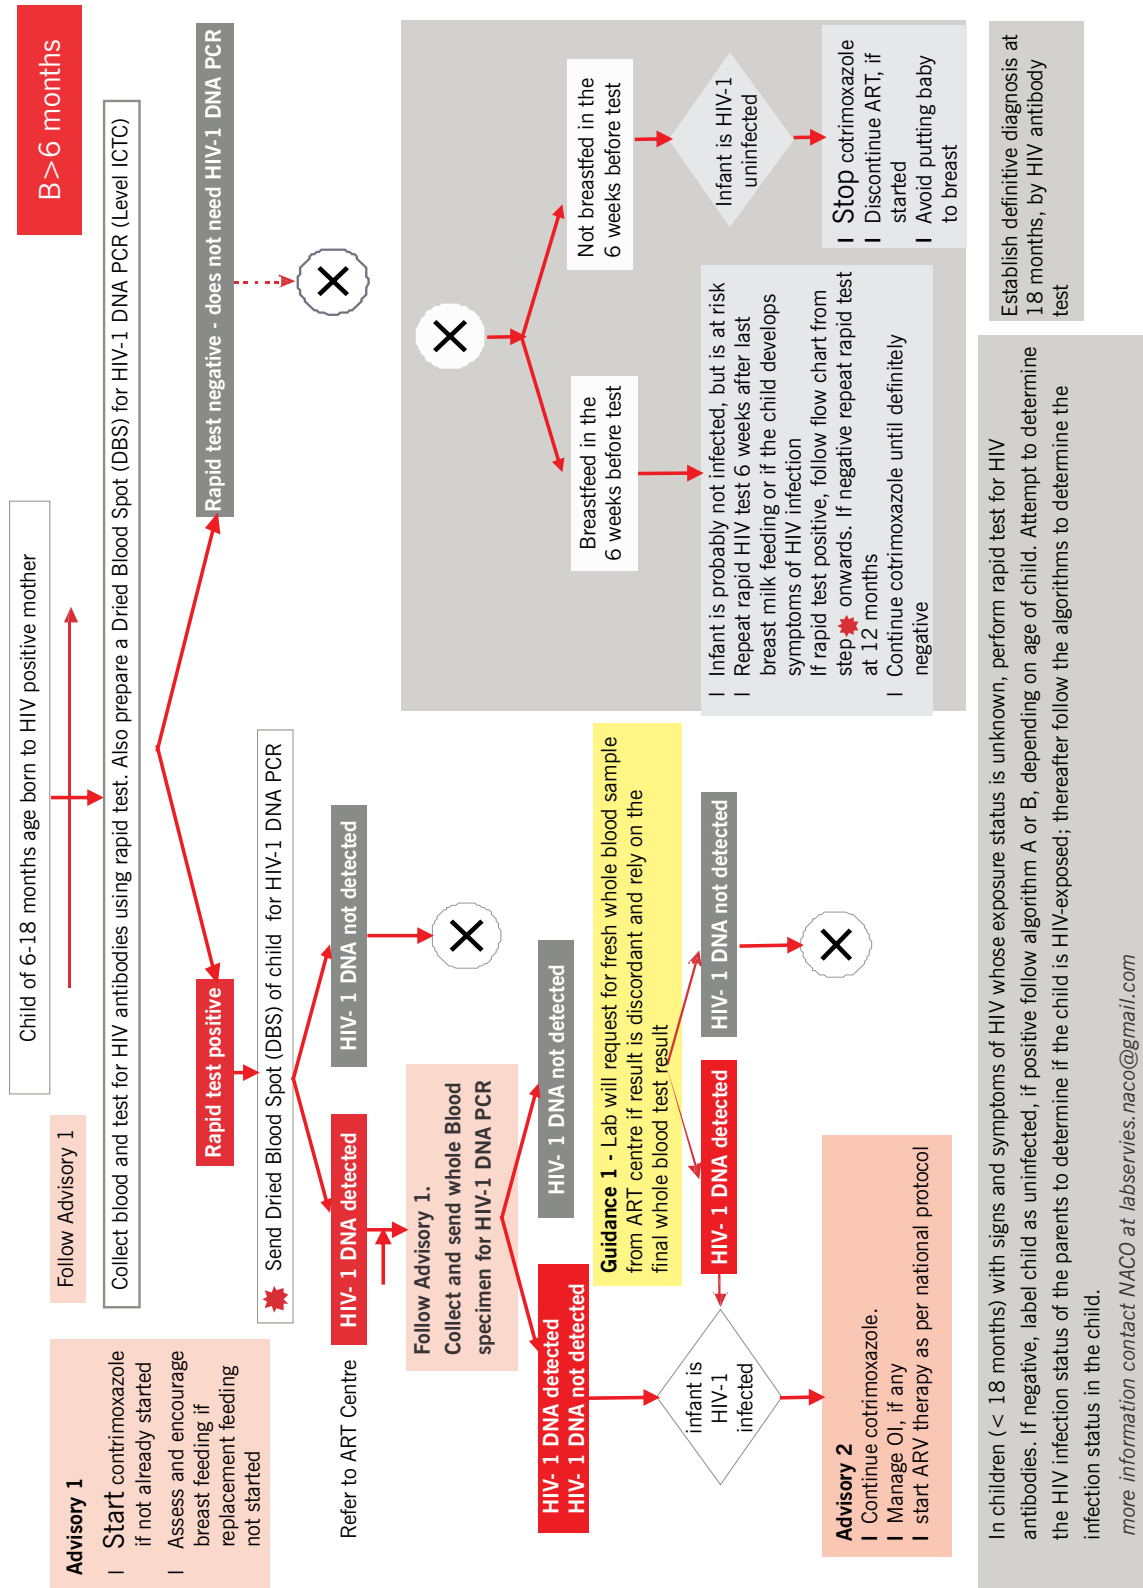 B>6 months
Child of 6-18 months age born to HIV positive mother
Follow Advisory 1
Advisory 1
l Start contrimoxazole
if not already started
l Assess and encourage
breast feeding if
replacement feeding
not started
Collect blood and test for HIV antibodies using rapid test. Also prepare a Dried Blood Spot (DBS) for HIV-1 DNA PCR (Level ICTC)
Rapid test positive
Rapid test negative - does not need HIV-1 DNA PCR
Send Dried Blood Spot (DBS) of child for HIV-1 DNA PCR
HIV- 1 DNA detected
HIV- 1 DNA not detected
Refer to ART Centre
Follow Advisory 1.
Collect and send whole Blood
specimen for HIV-1 DNA PCR
HIV- 1 DNA detected
HIV- 1 DNA not detected
HIV- 1 DNA not detected
Guidance 1 - Lab will request for fresh whole blood sample
from ART centre if result is discordant and rely on the
final whole blood test result
HIV- 1 DNA detected
HIV- 1 DNA not detected
infant is
HIV-1
infected
Advisory 2
l Continue cotrimoxazole.
l Manage OI, if any
l start ARV therapy as per national protocol
Breastfeed in the
6 weeks before test
Not breastfed in the
6 weeks before test
l Infant is probably not infected, but is at risk
l Repeat rapid HIV test 6 weeks after last
breast milk feeding or if the child develops
symptoms of HIV infection
If rapid test positive, follow flow chart from
step onwards. If negative repeat rapid test
at 12 months
l Continue cotrimoxazole until definitely
negative
Infant is HIV-1
uninfected
l Stop cotrimoxazole
l Discontinue ART, if
started
l Avoid putting baby
to breast
In children (< 18 months) with signs and symptoms of HIV whose exposure status is unknown, perform rapid test for HIV
antibodies. If negative, label child as uninfected, if positive follow algorithm A or B, depending on age of child. Attempt to determine
the HIV infection status of the parents to determine if the child is HIV-exposed; thereafter follow the algorithms to determine the
infection status in the child.
more information contact NACO at labservies.naco@gmail.com
Establish definitive diagnosis at
18 months, by HIV antibody
test